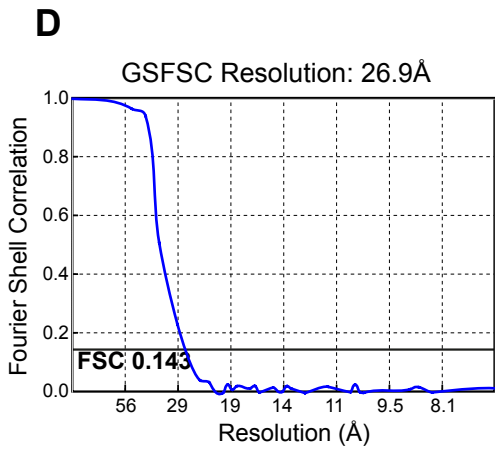 D
GSFSC Resolution: 26.9Å
1.0
0.8
0.6
0.4
0.2
0.0
Fourier Shell Correlation
FSC 0.143
56 29 19 14 11 9.5 8.1
Resolution (Å)